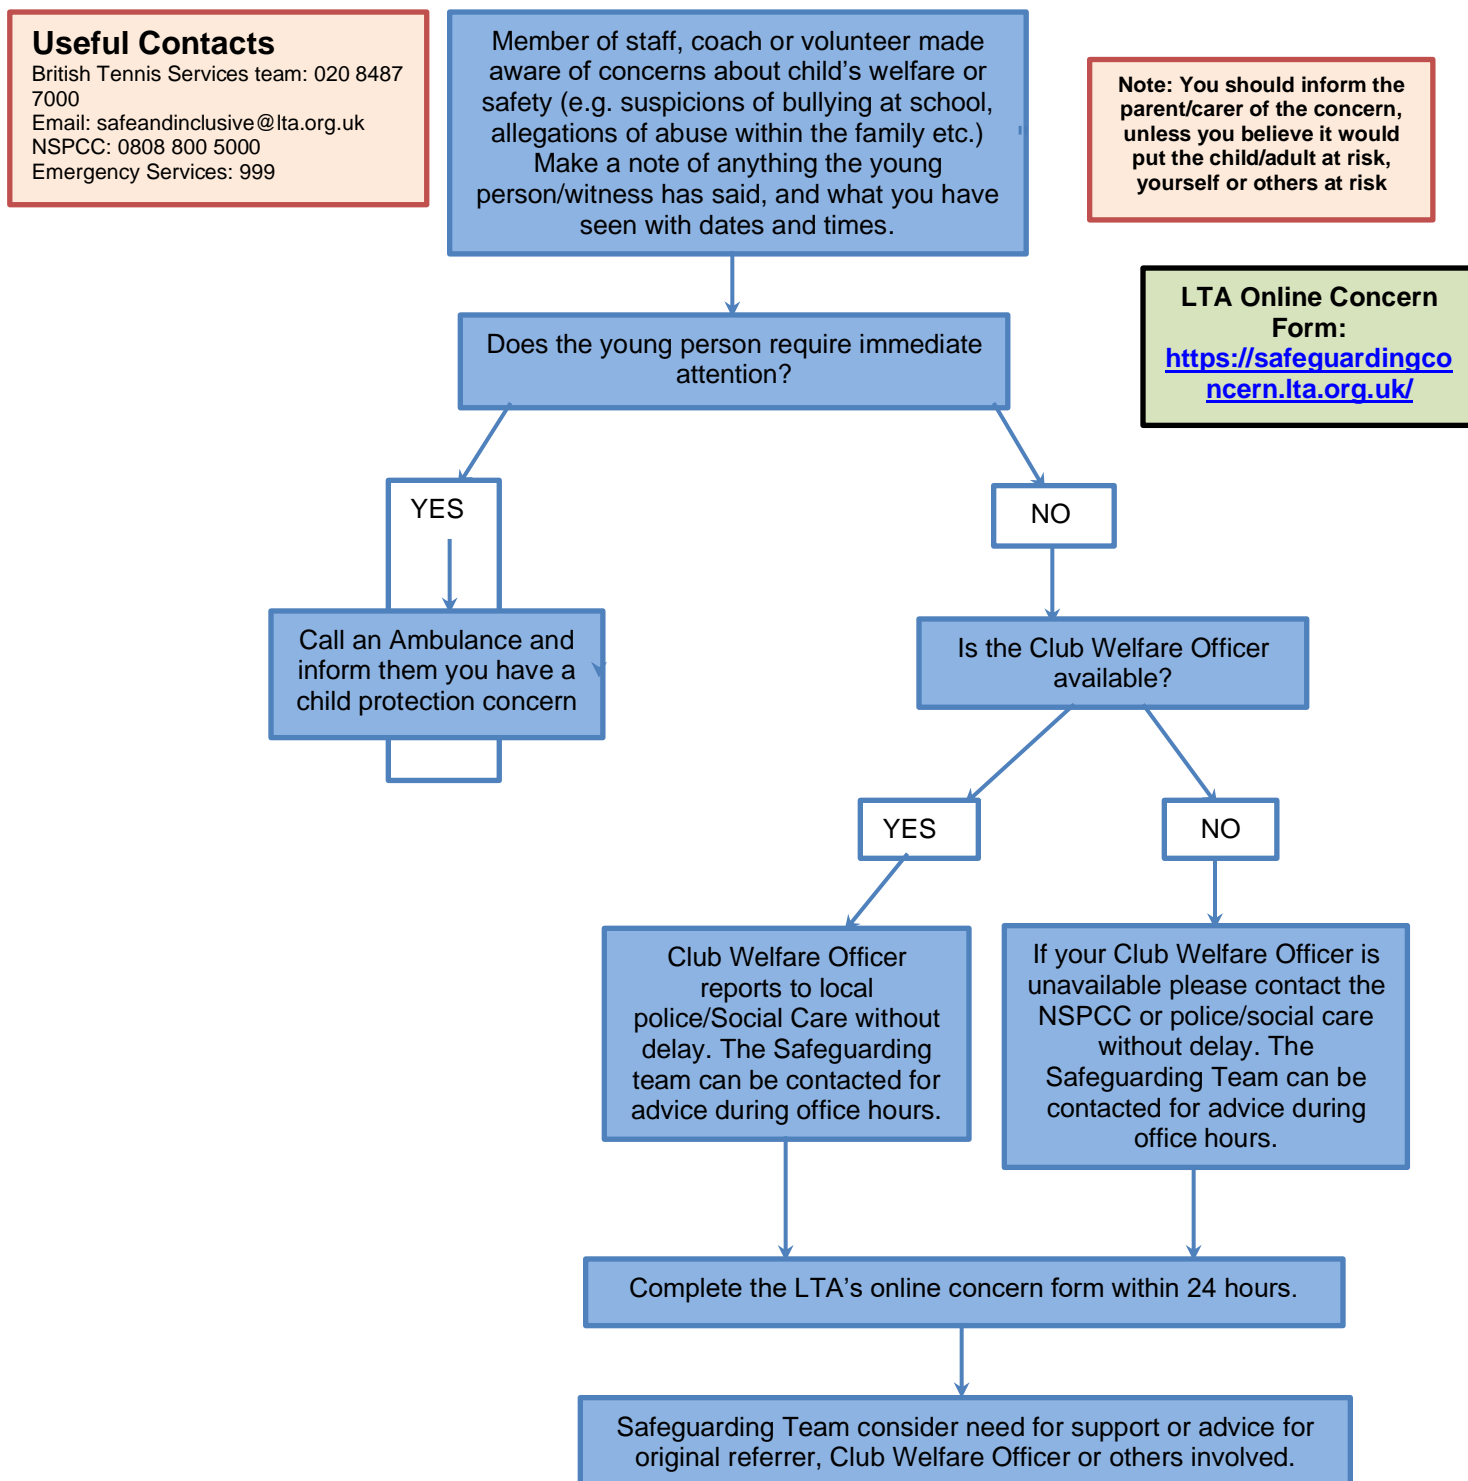 Useful Contacts
British Tennis Services team: 020 8487
7000
Email: safeandinclusive@lta.org.uk
NSPCC: 0808 800 5000
Emergency Services: 999
Member of staff, coach or volunteer made
aware of concerns about child’s welfare or
safety (e.g. suspicions of bullying at school,
allegations of abuse within the family etc.)
Make a note of anything the young
person/witness has said, and what you have
seen with dates and times.
Note: You should inform the
parent/carer of the concern,
unless you believe it would
put the child/adult at risk,
yourself or others at risk
LTA Online Concern
Form:
https://safeguardingco
ncern.lta.org.uk/
Does the young person require immediate
attention?
YES
NO
Call an Ambulance and
inform them you have a
child protection concern
Is the Club Welfare Officer
available?
YES
NO
Club Welfare Officer
reports to local
police/Social Care without
delay. The Safeguarding
team can be contacted for
advice during office hours.
If your Club Welfare Officer is
unavailable please contact the
NSPCC or police/social care
without delay. The
Safeguarding Team can be
contacted for advice during
office hours.
Complete the LTA’s online concern form within 24 hours.
Safeguarding Team consider need for support or advice for
original referrer, Club Welfare Officer or others involved.